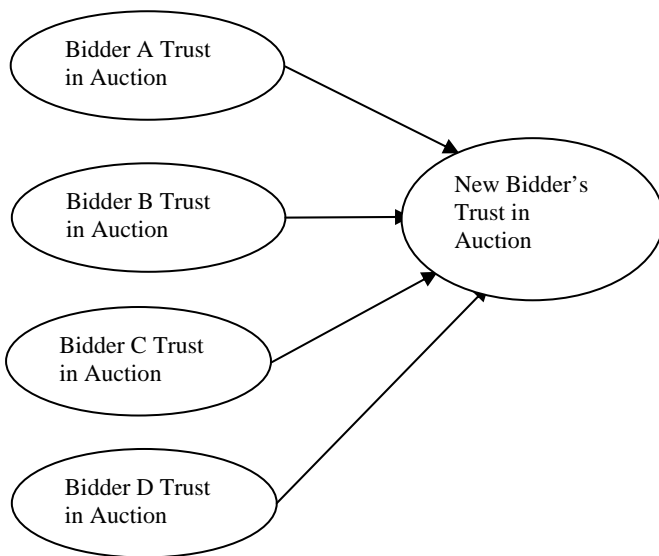 Bidder A Trust
in Auction
Bidder B Trust
in Auction
New Bidder’s
Trust in
Auction
Bidder C Trust
in Auction
Bidder D Trust
in Auction